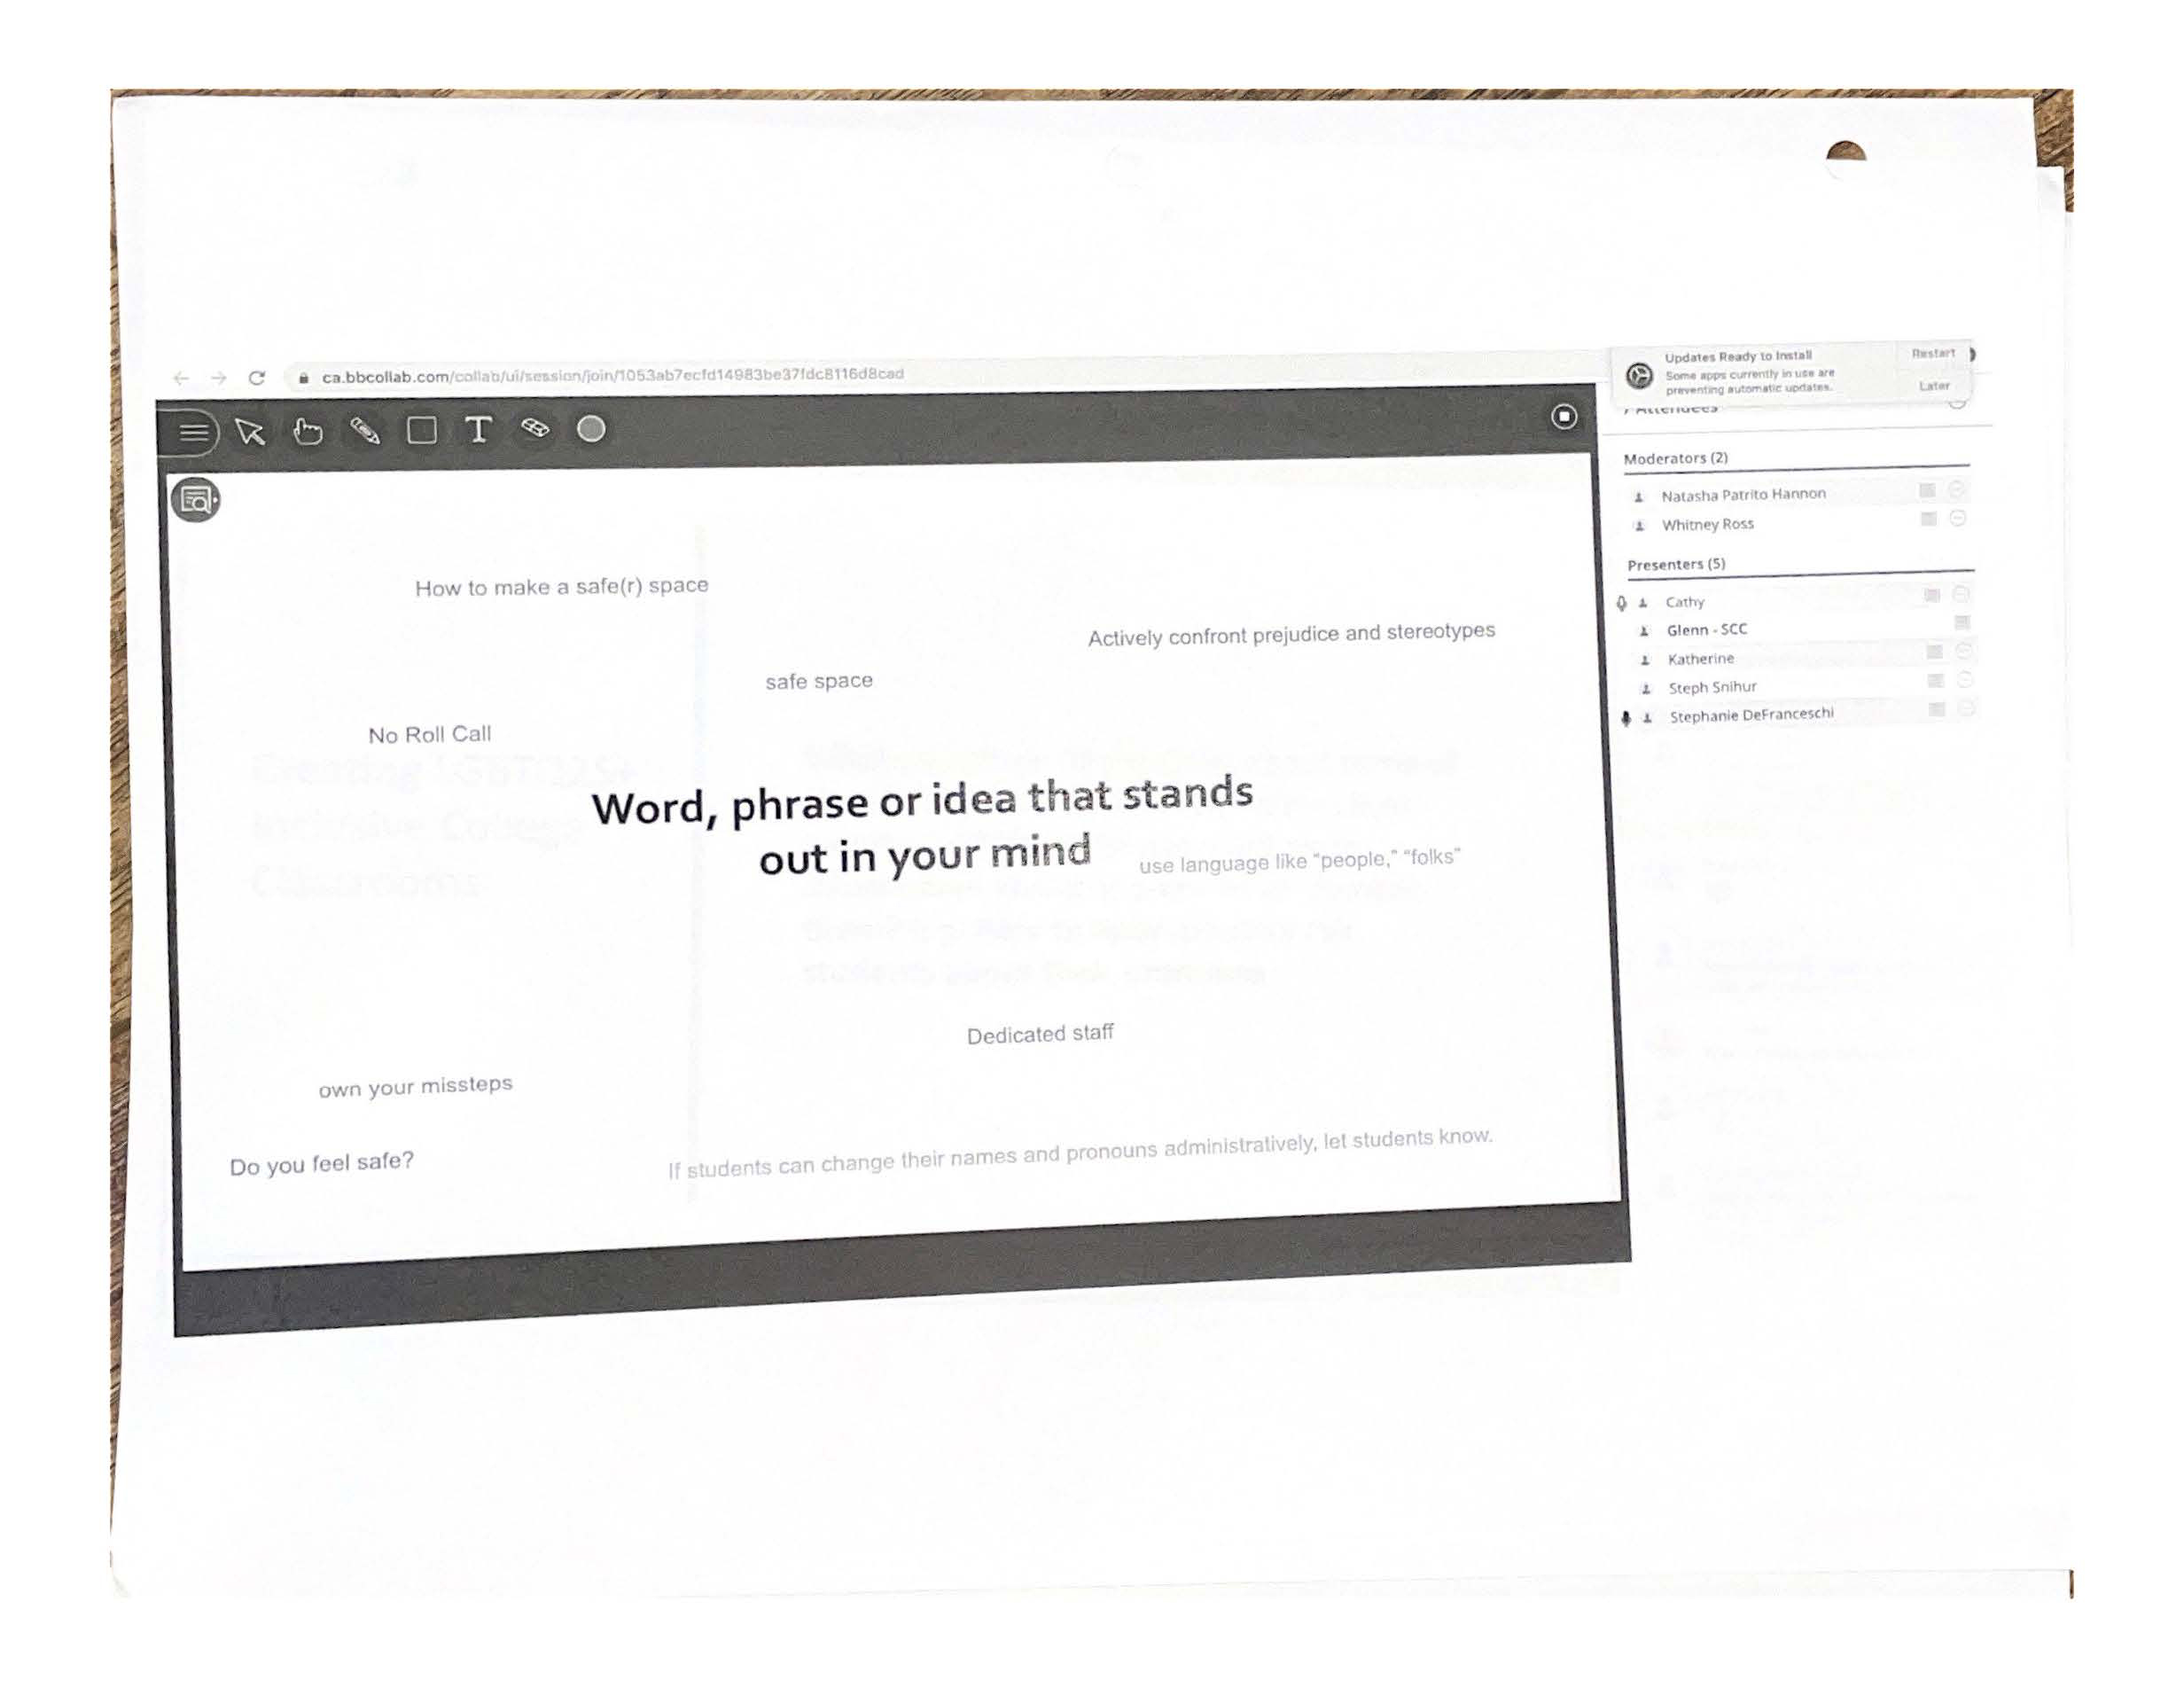 ca.bbcollab.com/collab/ui/session/join/1053ab7ecfd14983be37fdc8116d8cad
Updates Ready to Install
Some apps currently in use are
preventing automatic updates.
Restart
Later
Attendees
T
Moderators (2)
Natasha Patrito Hannon
Whitney Ross
Presenters (5)
Cathy
Glenn - SCC
Katherine
Steph Snihur
Stephanie DeFranceschi
How to make a safe(r) space
Actively confront prejudice and stereotypes
safe space
No Roll Call
Word, phrase or idea that stands
out in your mind
use language like "people," "folks"
Dedicated staff
own your missteps
Do you feel safe?
If students can change their names and pronouns administratively, let students know.